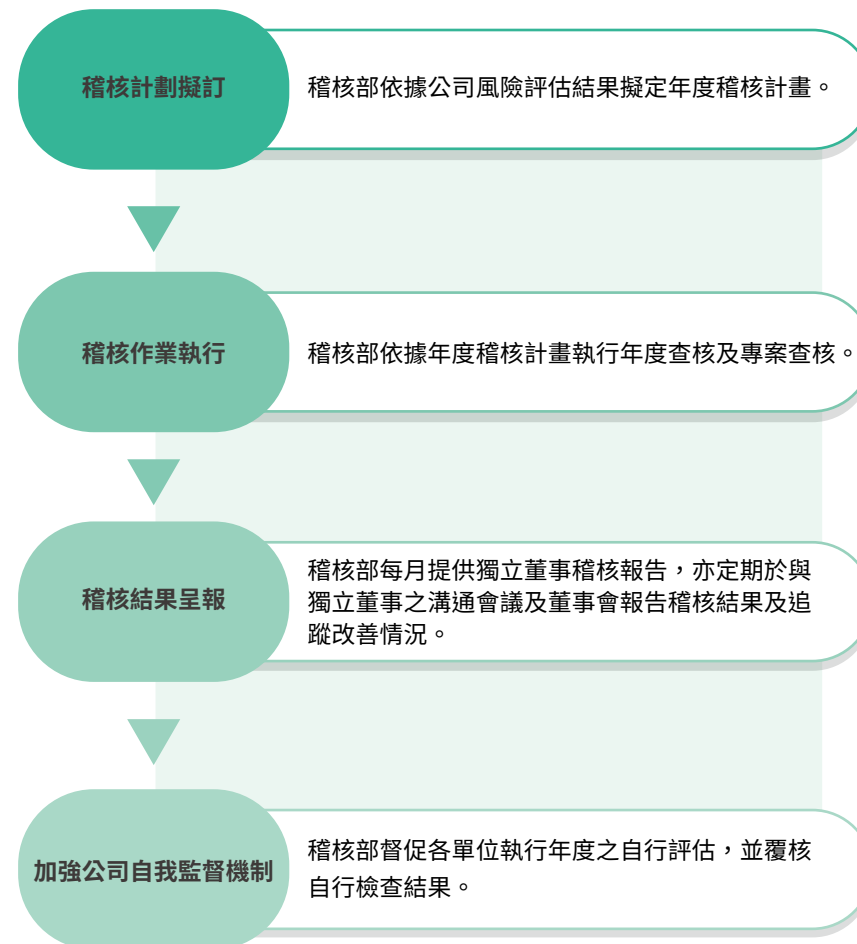 稽核計劃擬訂
稽核部依據公司風險評估結果擬定年度稽核計畫。
稽核作業執行
稽核部依據年度稽核計畫執行年度查核及專案查核。
稽核結果呈報
稽核部每月提供獨立董事稽核報告，亦定期於與
獨立董事之溝通會議及董事會報告稽核結果及追
蹤改善情況。
加強公司自我監督機制
稽核部督促各單位執行年度之自行評估，並覆核
自行檢查結果。